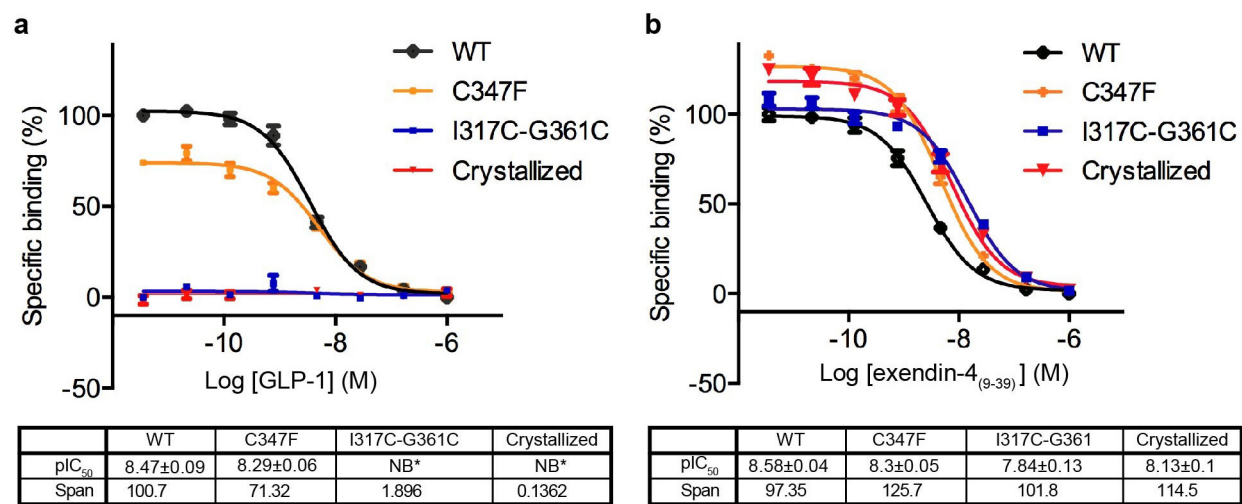 a
WT
C347F
I317C-G361C
Crystallized
Specific binding (%)
100
50
0
-50
-10
-8
-6
Log [GLP-1] (M)
WT C347F I317C-G361C Crystallized
pIC50 8.47±0.09 8.29±0.06 NB* NB*
Span 100.7 71.32 1.896 0.1362
b
WT
C347F
I317C-G361C
Crystallized
Specific binding (%)
100
50
0
-50
-10
-8
-6
Log [exendin-4(9-39)] (M)
WT C347F I317C-G361 Crystallized
pIC50 8.58±0.04 8.3±0.05 7.84±0.13 8.13±0.1
Span 97.35 125.7 101.8 114.5